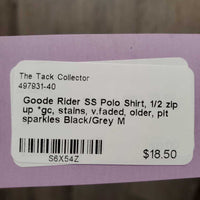 The Tack Collector
497931-40
Goode Rider SS Polo Shirt, 1/2 zip
up *gc, stains, v.faded, older, pit
sparkles Black/Grey M
S6X54Z
$18.50